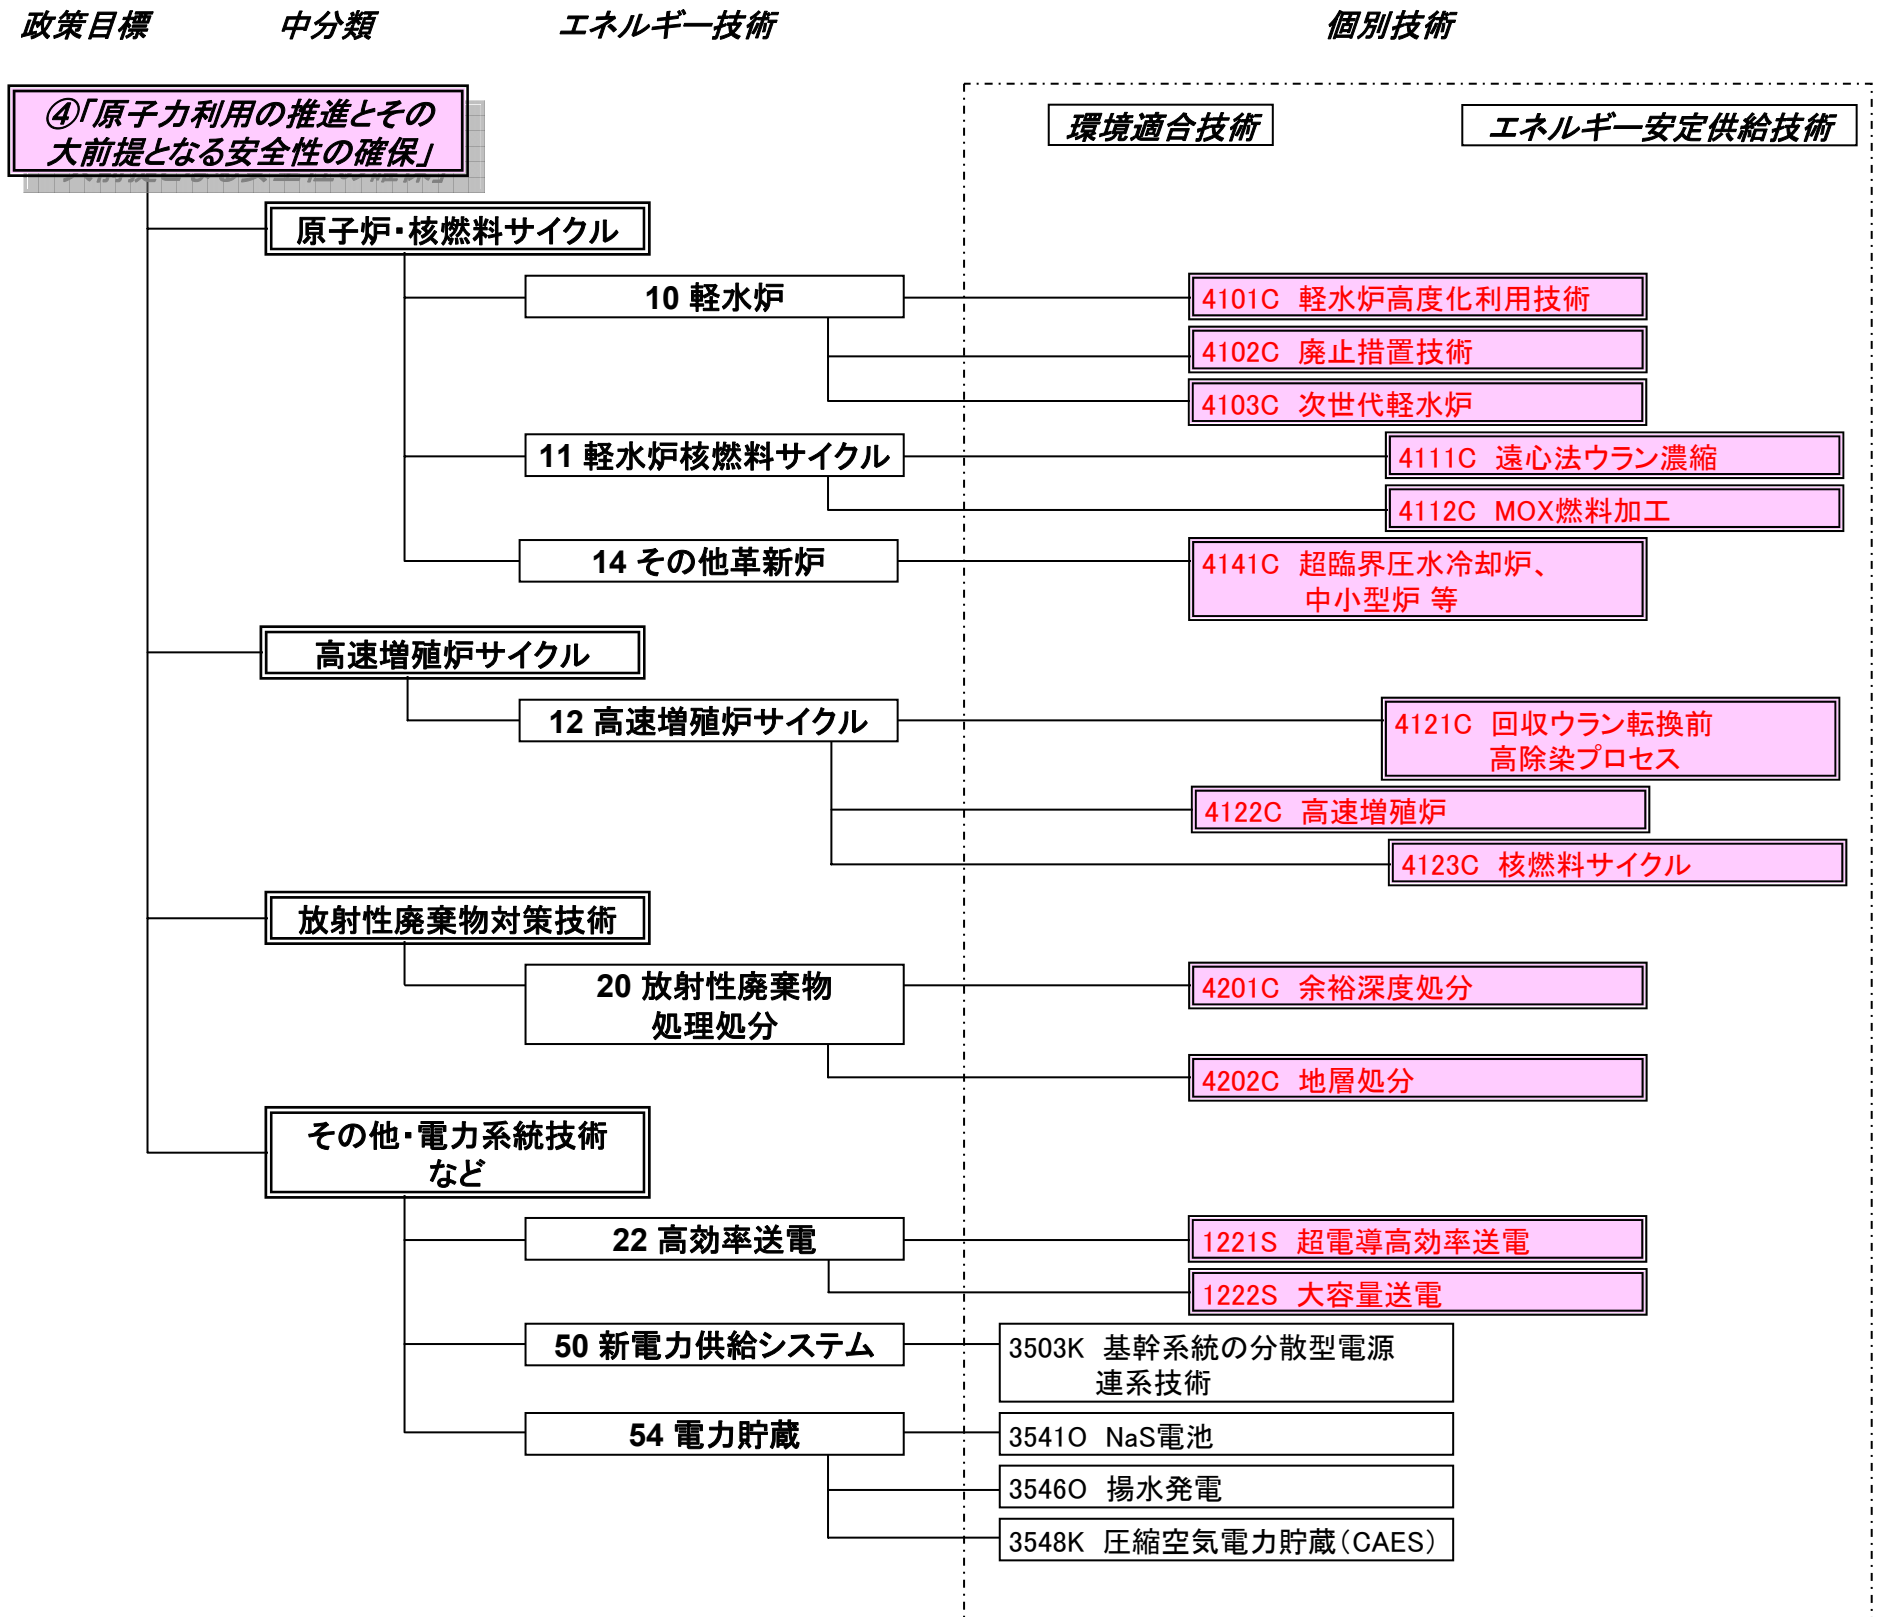 政策目標 中分類 エネルギー技術 個別技術
④「原子力利用の推進とその
大前提となる安全性の確保」
環境適合技術 エネルギー安定供給技術
原子炉・核燃料サイクル
10 軽水炉
4101C 軽水炉高度化利用技術
4102C 廃止措置技術
4103C 次世代軽水炉
11 軽水炉核燃料サイクル
4111C 遠心法ウラン濃縮
4112C MOX燃料加工
14 その他革新炉
4141C 超臨界圧水冷却炉、
中小型炉 等
高速増殖炉サイクル
12 高速増殖炉サイクル
4121C 回収ウラン転換前
高除染プロセス
4122C 高速増殖炉
4123C 核燃料サイクル
放射性廃棄物対策技術
20 放射性廃棄物
処理処分
4201C 余裕深度処分
4202C 地層処分
その他・電力系統技術
など
22 高効率送電
1221S 超電導高効率送電
1222S 大容量送電
50 新電力供給システム
3503K 基幹系統の分散型電源
連系技術
54 電力貯蔵
3541O NaS電池
3546O 揚水発電
3548K 圧縮空気電力貯蔵(CAES)